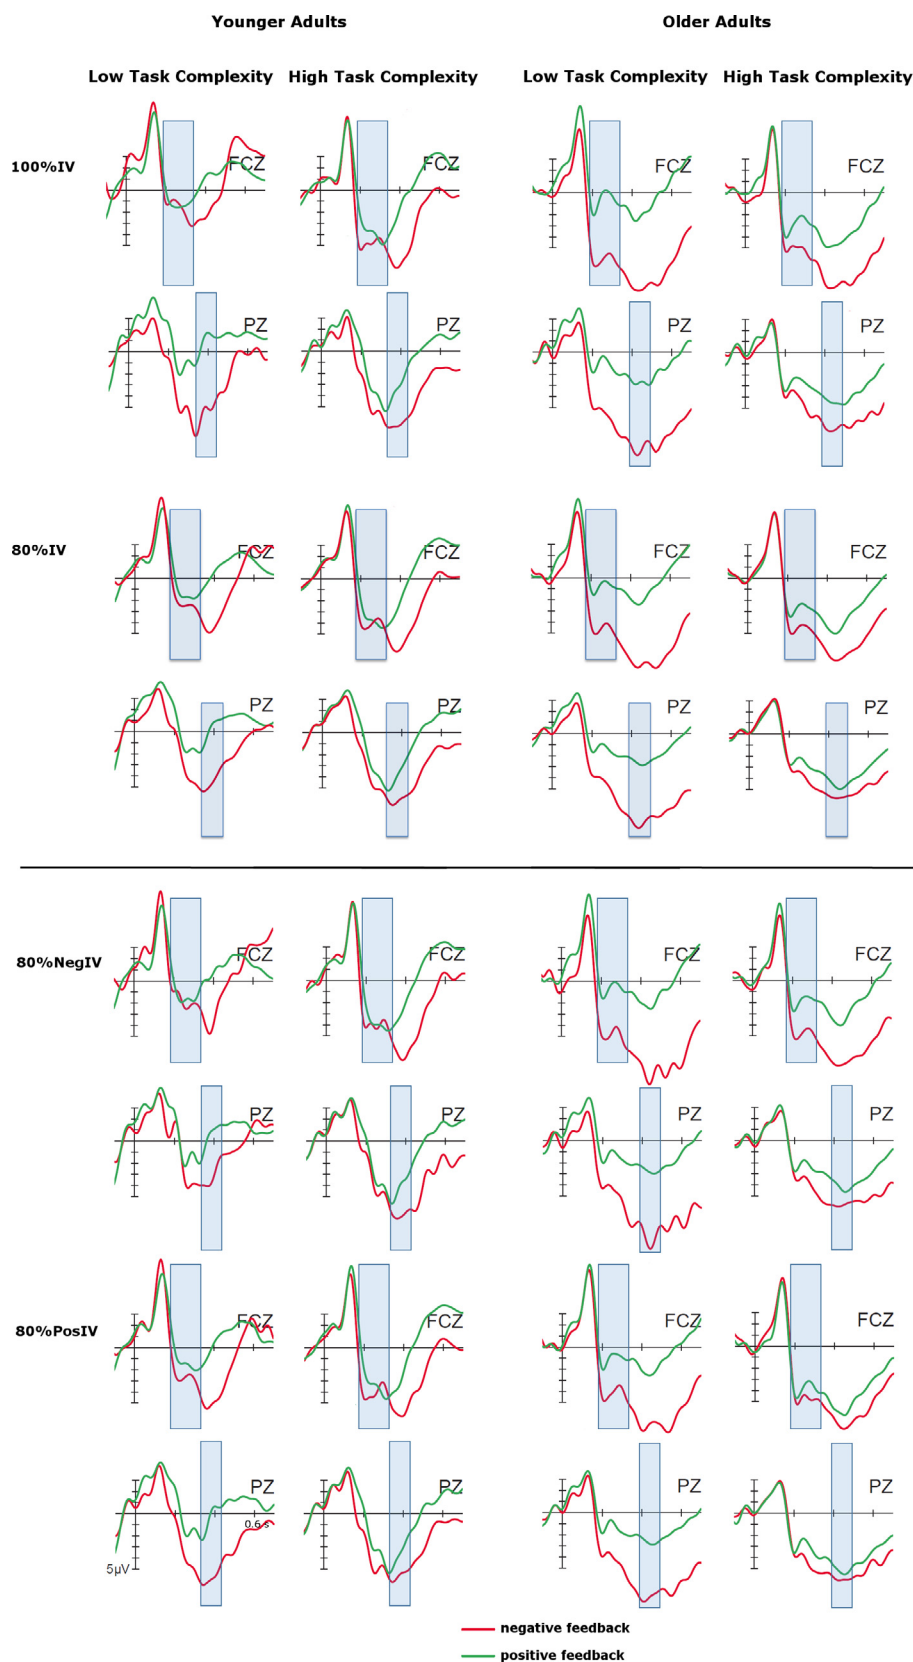 Younger Adults Older Adults
Low Task Complexity High Task Complexity Low Task Complexity High Task Complexity
100%IV FCZ FCZ FCZ FCZ
PZ PZ PZ PZ
80%IV FCZ FCZ FCZ FCZ
PZ PZ PZ PZ
80%NegIV FCZ FCZ FCZ FCZ
PZ PZ PZ PZ
80%PosIV FCZ FCZ FCZ FCZ
PZ PZ PZ PZ
0.6 s
5µV
negative feedback
positive feedback